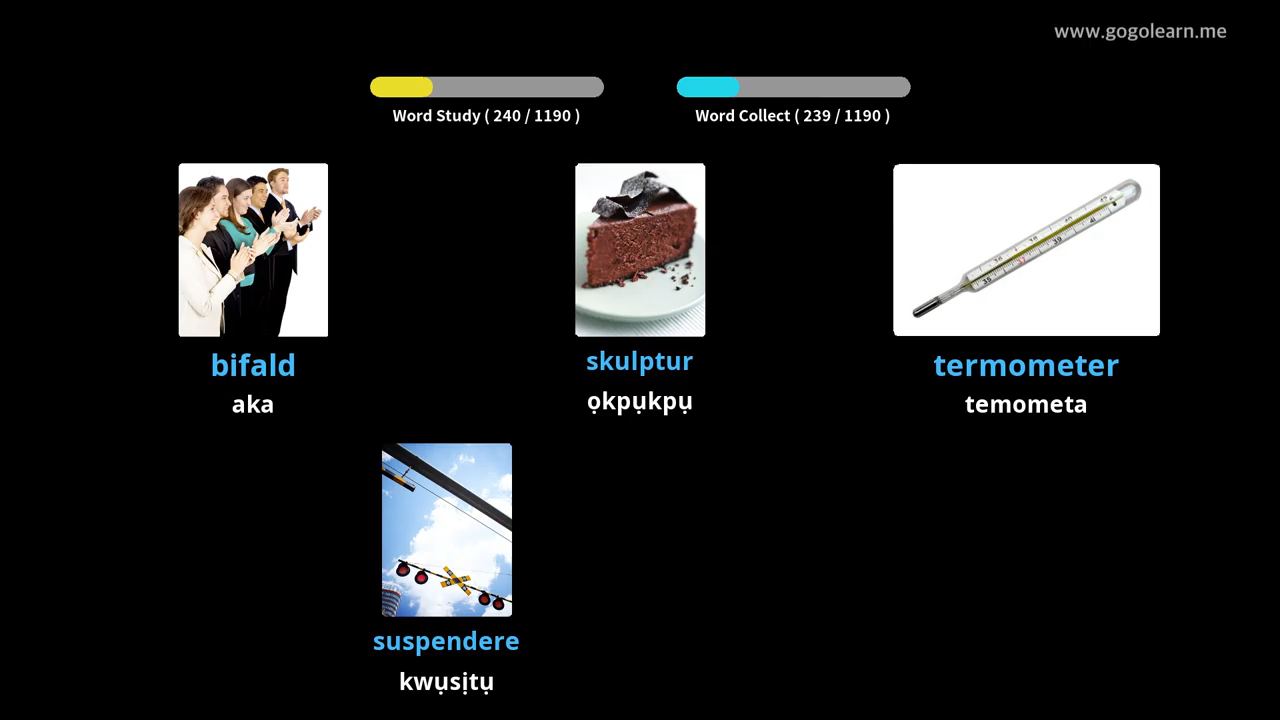 www.gogolearn.me
Word Study ( 240 / 1190 )
Word Collect ( 239 / 1190 )
bifald
aka
skulptur
ọkpụkpụ
termometer
temometa
suspendere
kwụsịtụ